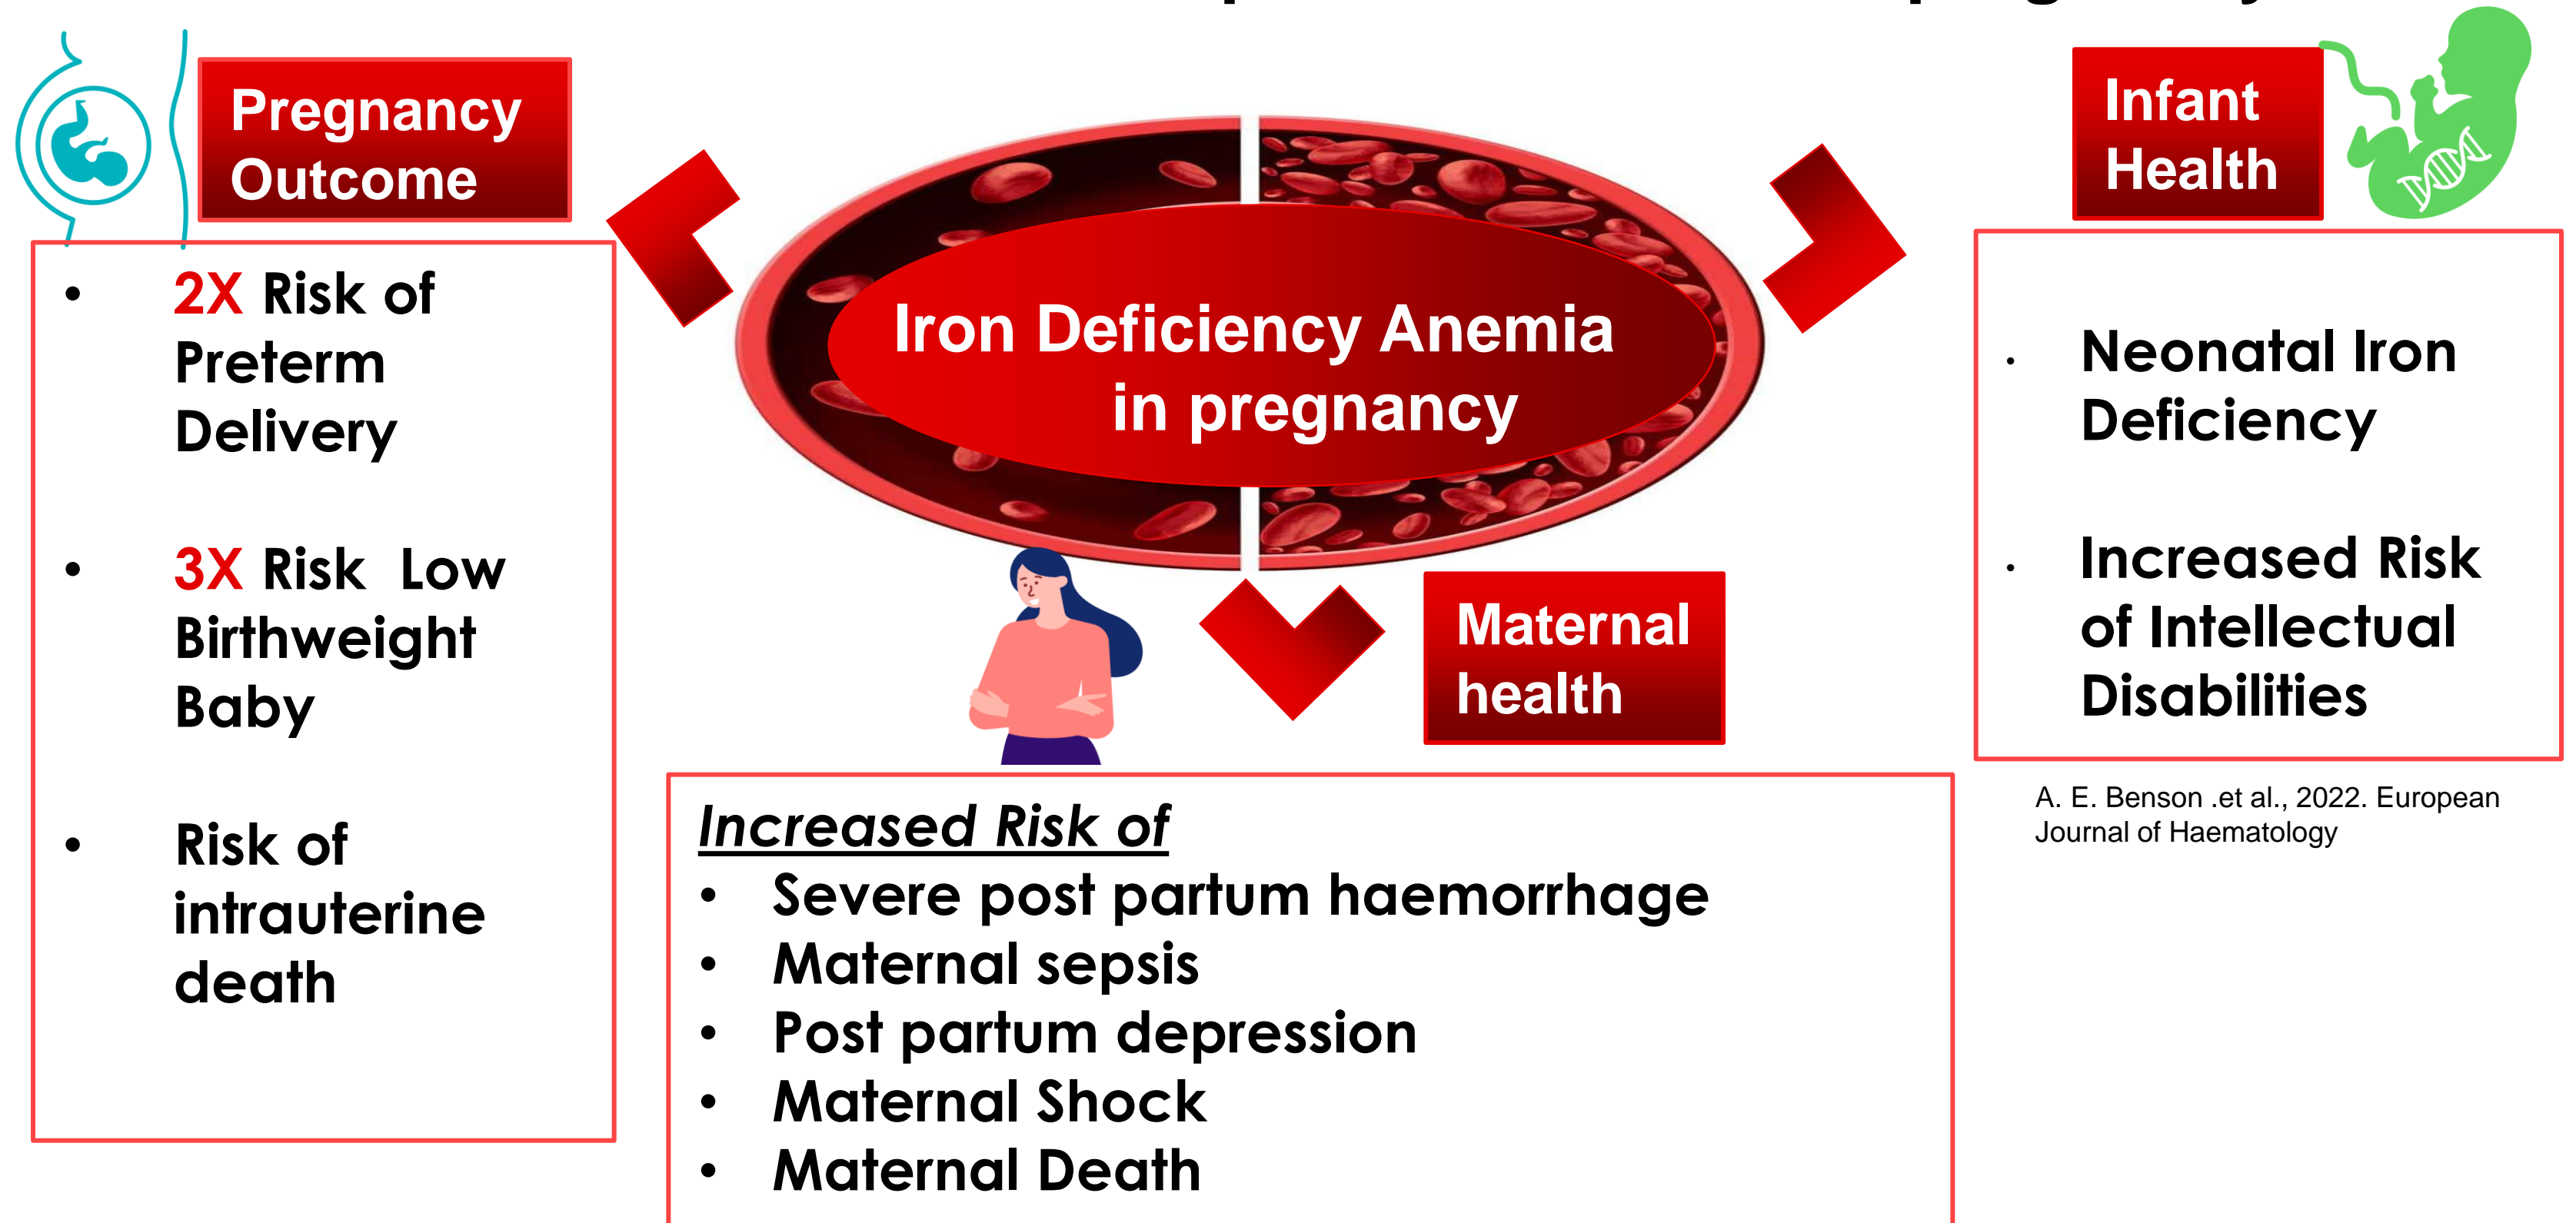 Pregnancy
Outcome
• 2X Risk of
Preterm
Delivery
• 3X Risk Low
Birthweight
Baby
• Risk of
intrauterine
death
Iron Deficiency Anemia
in pregnancy
Maternal
health
Increased Risk of
• Severe post partum haemorrhage
• Maternal sepsis
• Post partum depression
• Maternal Shock
• Maternal Death
Infant
Health
• Neonatal Iron
Deficiency
• Increased Risk
of Intellectual
Disabilities
A. E. Benson .et al., 2022. European
Journal of Haematology